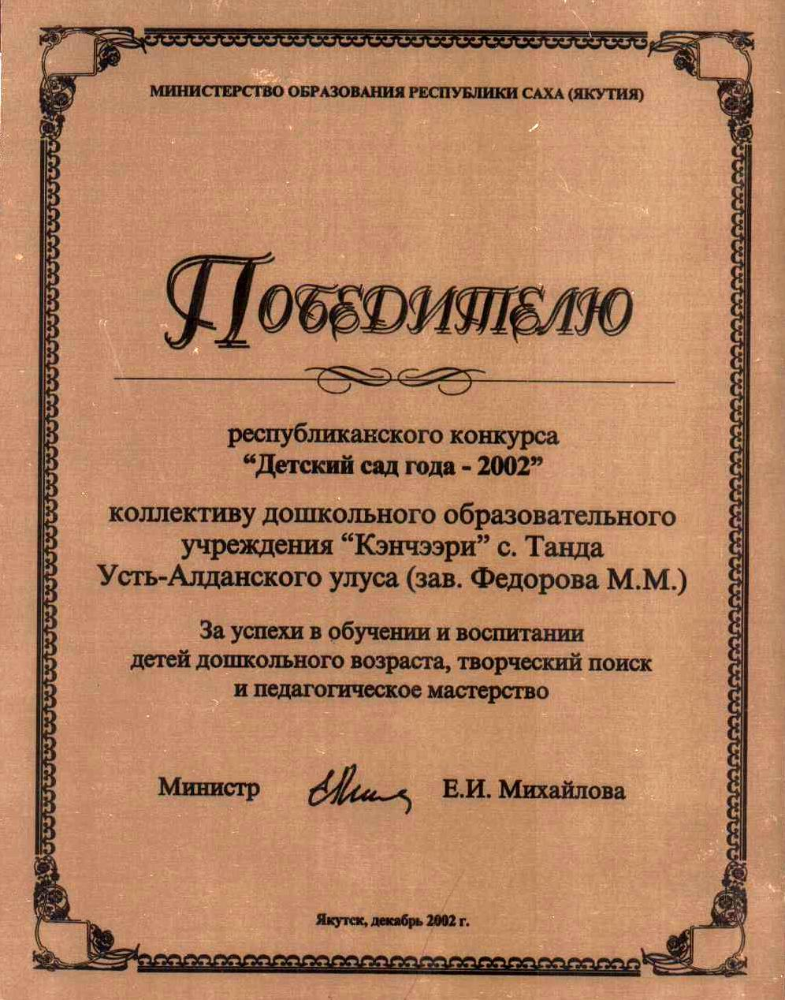 МИНИСТЕРСТВО ОБРАЗОВАНИЯ РЕСПУБЛИКИ САХА (ЯКУТИЯ)
ПОБЕДИТЕЛЮ
республиканского конкурса
“Детский сад года - 2002”
коллективу дошкольного образовательного
учреждения “Кэнчээри” с. Танда
Усть-Алданского улуса (зав. Федорова М.М.)
За успехи в обучении и воспитании
детей дошкольного возраста, творческий поиск
и педагогическое мастерство
Министр Е.И. Михайлова
Якутск, декабрь 2002 г.